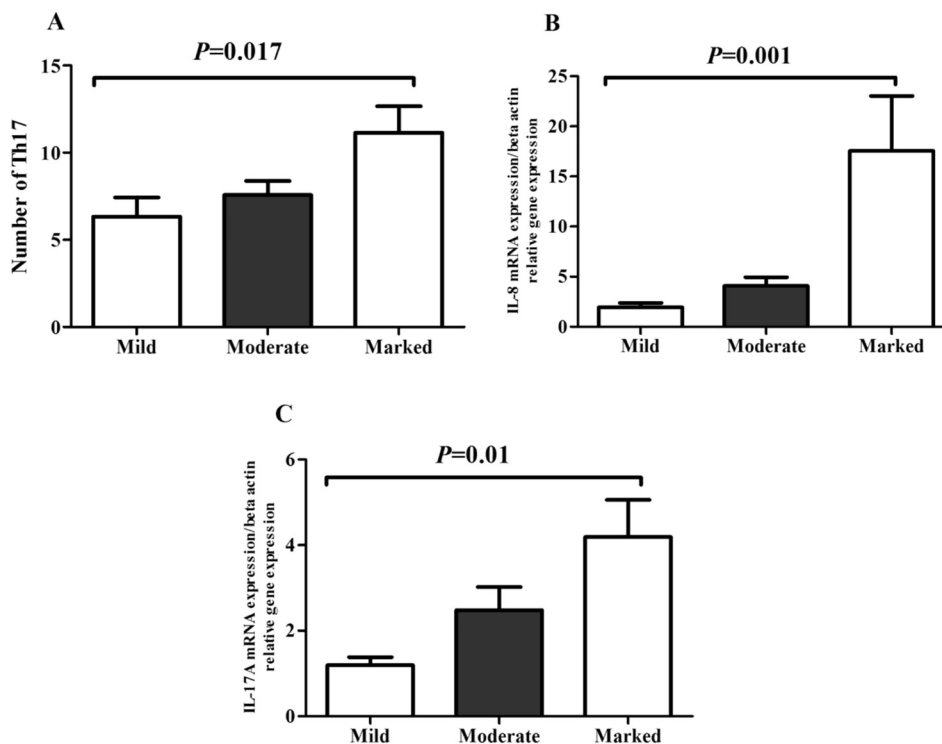 A
P=0.017
Number of Th17
15
10
5
0
Mild Moderate Marked
B
P=0.001
IL-8 mRNA expression/beta actin
relative gene expression
25
20
15
10
5
0
Mild Moderate Marked
C
P=0.01
IL-17A mRNA expression/beta actin
relative gene expression
6
4
2
0
Mild Moderate Marked